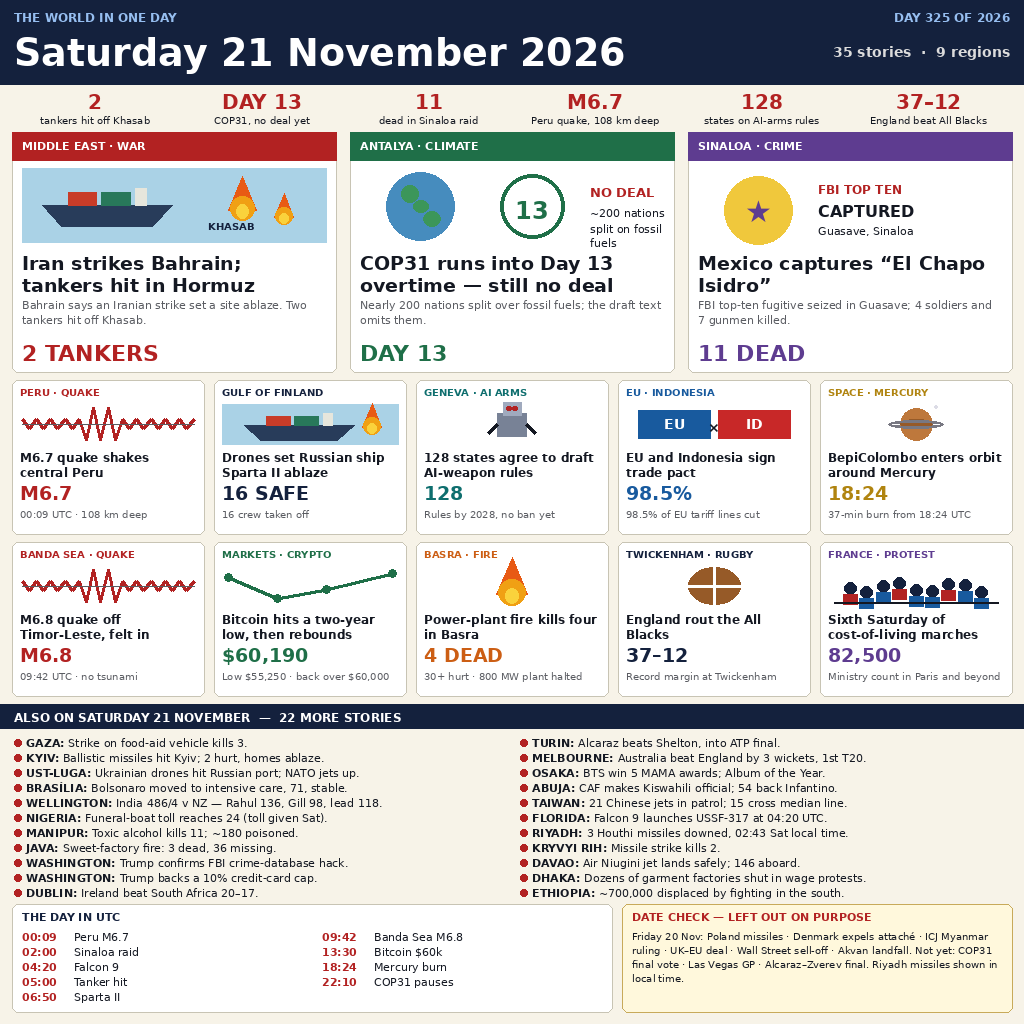 THE WORLD IN ONE DAY
DAY 325 OF 2026
Saturday 21 November 2026
35 stories · 9 regions
2
tankers hit off Khasab
DAY 13
COP31, no deal yet
11
dead in Sinaloa raid
M6.7
Peru quake, 108 km deep
128
states on AI-arms rules
37–12
England beat All Blacks
MIDDLE EAST · WAR
KHASAB
Iran strikes Bahrain;
tankers hit in Hormuz
Bahrain says an Iranian strike set a site ablaze. Two
tankers hit off Khasab.
2 TANKERS
ANTALYA · CLIMATE
13
NO DEAL
~200 nations
split on fossil
fuels
COP31 runs into Day 13
overtime — still no deal
Nearly 200 nations split over fossil fuels; the draft text
omits them.
DAY 13
SINALOA · CRIME
FBI TOP TEN
CAPTURED
Guasave, Sinaloa
Mexico captures “El Chapo
Isidro”
FBI top-ten fugitive seized in Guasave; 4 soldiers and
7 gunmen killed.
11 DEAD
PERU · QUAKE
M6.7 quake shakes
central Peru
M6.7
00:09 UTC · 108 km deep
GULF OF FINLAND
Drones set Russian ship
Sparta II ablaze
16 SAFE
16 crew taken off
GENEVA · AI ARMS
128 states agree to draft
AI-weapon rules
128
Rules by 2028, no ban yet
EU · INDONESIA
EU × ID
EU and Indonesia sign
trade pact
98.5%
98.5% of EU tariff lines cut
SPACE · MERCURY
BepiColombo enters orbit
around Mercury
18:24
37-min burn from 18:24 UTC
BANDA SEA · QUAKE
M6.8 quake off
Timor-Leste, felt in
M6.8
09:42 UTC · no tsunami
MARKETS · CRYPTO
Bitcoin hits a two-year
low, then rebounds
$60,190
Low $55,250 · back over $60,000
BASRA · FIRE
Power-plant fire kills four
in Basra
4 DEAD
30+ hurt · 800 MW plant halted
TWICKENHAM · RUGBY
England rout the All
Blacks
37–12
Record margin at Twickenham
FRANCE · PROTEST
Sixth Saturday of
cost-of-living marches
82,500
Ministry count in Paris and beyond
ALSO ON SATURDAY 21 NOVEMBER — 22 MORE STORIES
GAZA: Strike on food-aid vehicle kills 3.
KYIV: Ballistic missiles hit Kyiv; 2 hurt, homes ablaze.
UST-LUGA: Ukrainian drones hit Russian port; NATO jets up.
BRASÍLIA: Bolsonaro moved to intensive care, 71, stable.
WELLINGTON: India 486/4 v NZ — Rahul 136, Gill 98, lead 118.
NIGERIA: Funeral-boat toll reaches 24 (toll given Sat).
MANIPUR: Toxic alcohol kills 11; ~180 poisoned.
JAVA: Sweet-factory fire: 3 dead, 36 missing.
WASHINGTON: Trump confirms FBI crime-database hack.
WASHINGTON: Trump backs a 10% credit-card cap.
DUBLIN: Ireland beat South Africa 20–17.
TURIN: Alcaraz beats Shelton, into ATP final.
MELBOURNE: Australia beat England by 3 wickets, 1st T20.
OSAKA: BTS win 5 MAMA awards; Album of the Year.
ABUJA: CAF makes Kiswahili official; 54 back Infantino.
TAIWAN: 21 Chinese jets in patrol; 15 cross median line.
FLORIDA: Falcon 9 launches USSF-317 at 04:20 UTC.
RIYADH: 3 Houthi missiles downed, 02:43 Sat local time.
KRYVYI RIH: Missile strike kills 2.
DAVAO: Air Niugini jet lands safely; 146 aboard.
DHAKA: Dozens of garment factories shut in wage protests.
ETHIOPIA: ~700,000 displaced by fighting in the south.
THE DAY IN UTC
00:09 Peru M6.7
02:00 Sinaloa raid
04:20 Falcon 9
05:00 Tanker hit
06:50 Sparta II
09:42 Banda Sea M6.8
13:30 Bitcoin $60k
18:24 Mercury burn
22:10 COP31 pauses
DATE CHECK — LEFT OUT ON PURPOSE
Friday 20 Nov: Poland missiles · Denmark expels attaché · ICJ Myanmar
ruling · UK–EU deal · Wall Street sell-off · Akvan landfall. Not yet: COP31
final vote · Las Vegas GP · Alcaraz–Zverev final. Riyadh missiles shown in
local time.